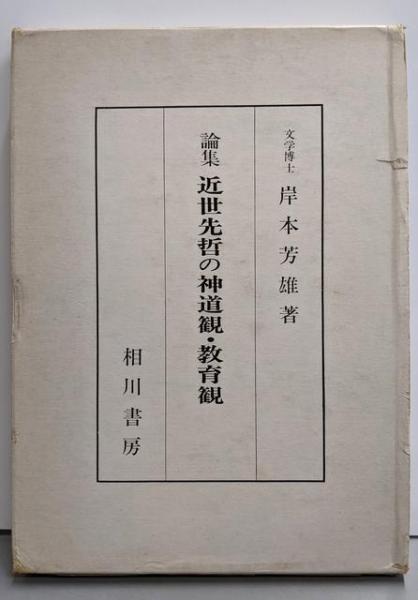 文学博士 岸本芳雄著
論集 近世先哲の神道観・教育観
相川書房